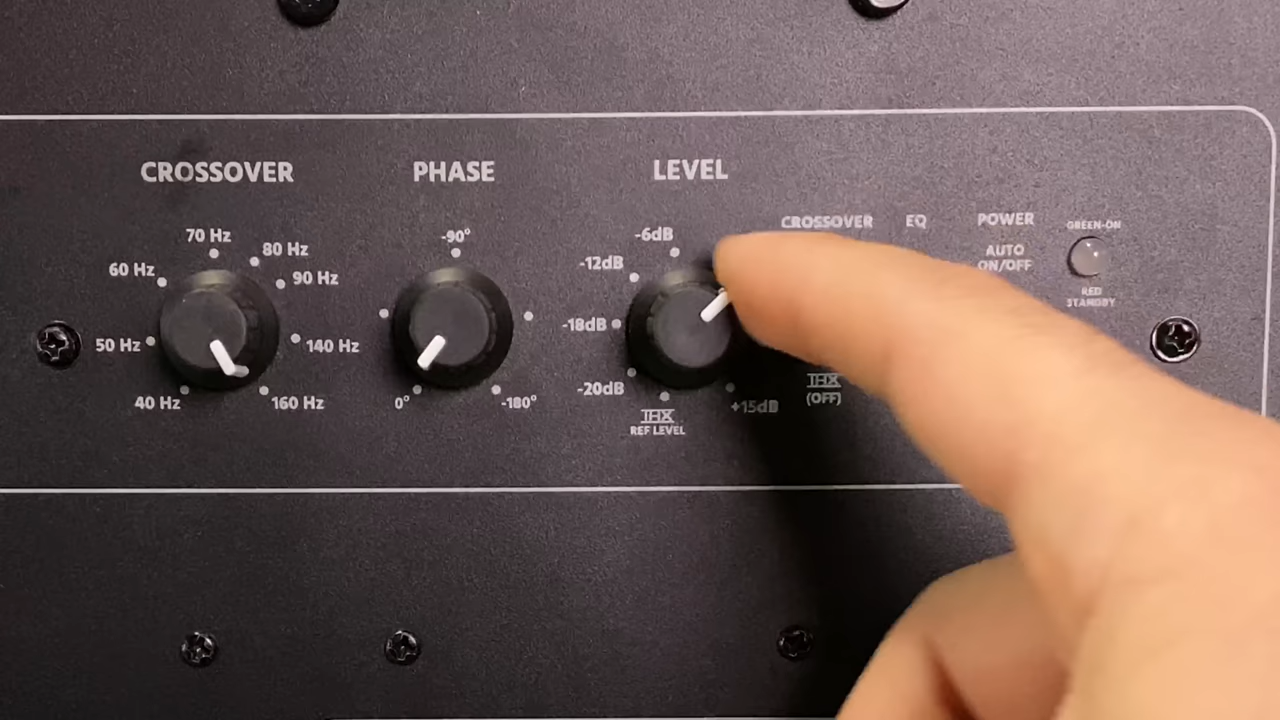 CROSSOVER
PHASE
LEVEL
40 Hz
50 Hz
60 Hz
70 Hz
80 Hz
90 Hz
140 Hz
160 Hz
0°
-90°
-180°
THX
REF LEVEL
-20dB
-18dB
-12dB
-6dB
+15dB
CROSSOVER
THX
(OFF)
EQ
POWER
AUTO
ON/OFF
GREEN-ON
RED
STANDBY